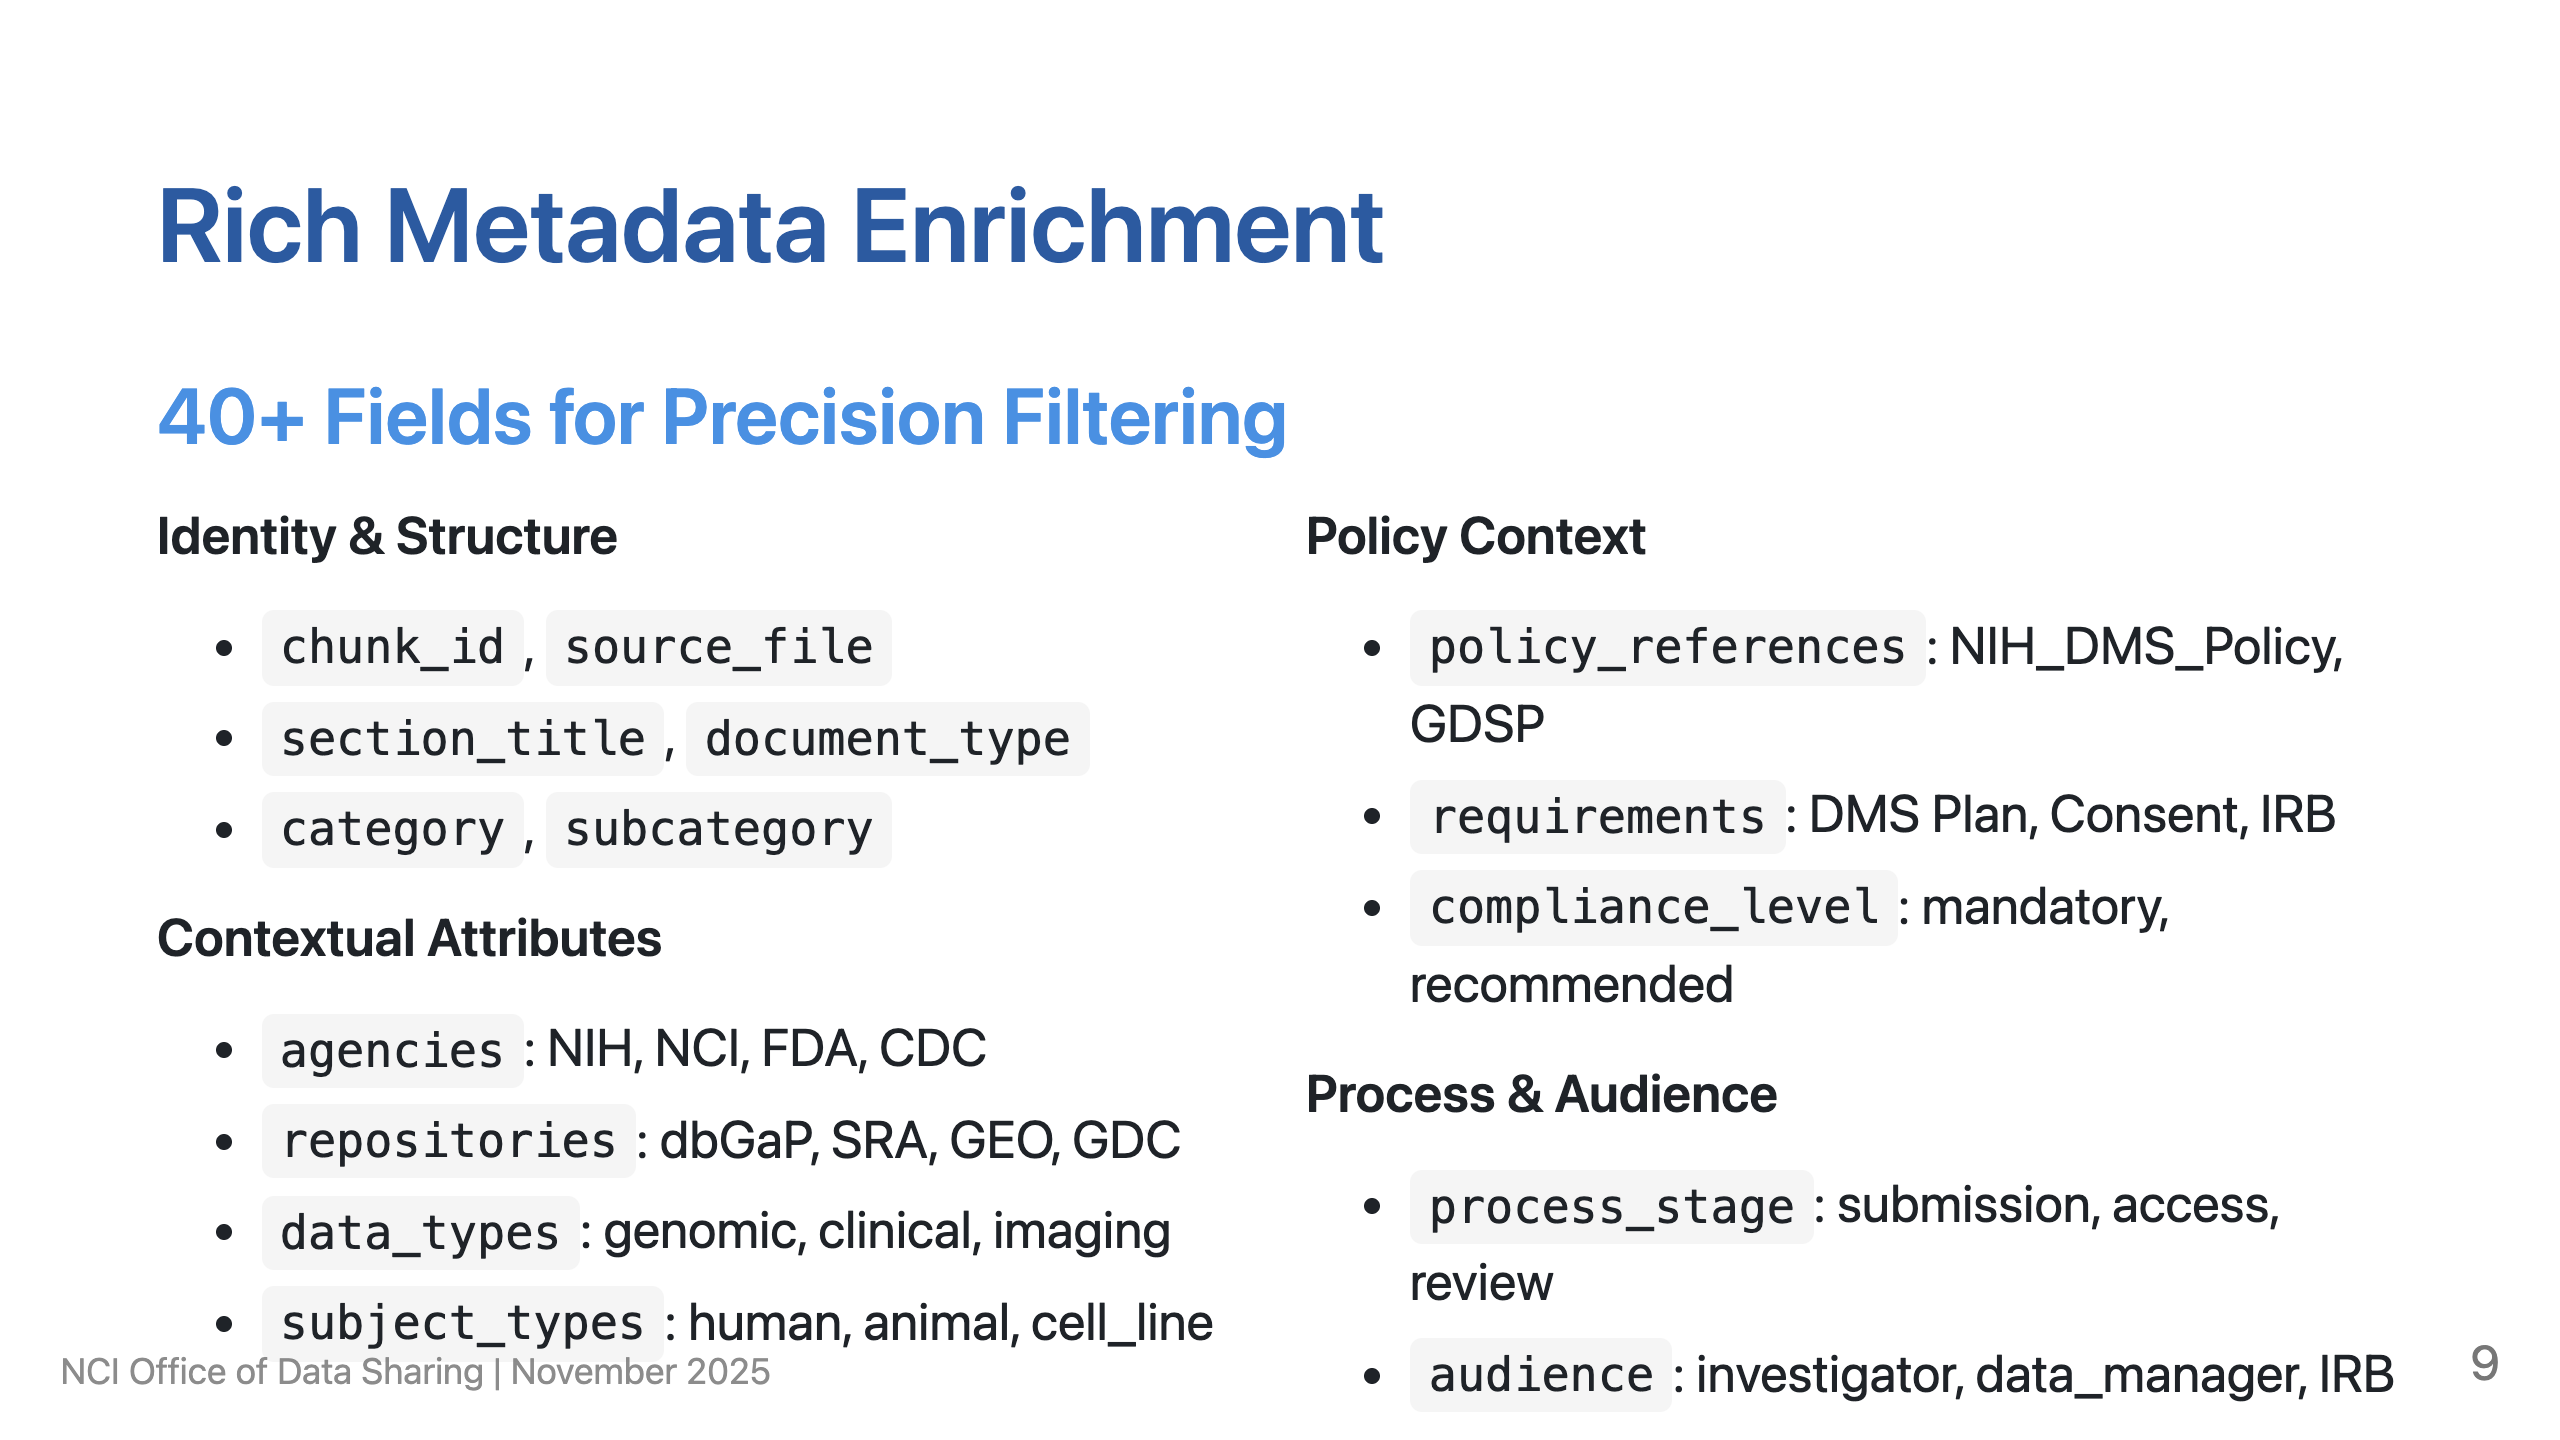 Rich Metadata Enrichment
40+ Fields for Precision Filtering
Identity & Structure
• chunk_id, source_file
• section_title, document_type
• category, subcategory
Contextual Attributes
• agencies: NIH, NCI, FDA, CDC
• repositories: dbGaP, SRA, GEO, GDC
• data_types: genomic, clinical, imaging
• subject_types: human, animal, cell_line
Policy Context
• policy_references: NIH_DMS_Policy,
GDSP
• requirements: DMS Plan, Consent, IRB
• compliance_level: mandatory,
recommended
Process & Audience
• process_stage: submission, access,
review
• audience: investigator, data_manager, IRB
NCI Office of Data Sharing | November 2025
9